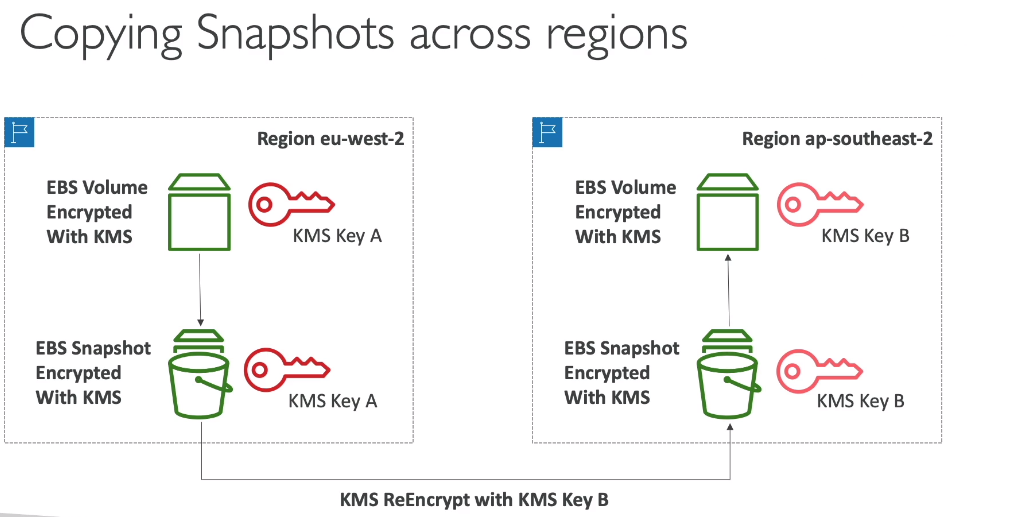 Copying Snapshots across regions
Region eu-west-2
EBS Volume
Encrypted
With KMS
KMS Key A
EBS Snapshot
Encrypted
With KMS
KMS Key A
Region ap-southeast-2
EBS Volume
Encrypted
With KMS
KMS Key B
EBS Snapshot
Encrypted
With KMS
KMS Key B
KMS ReEncrypt with KMS Key B